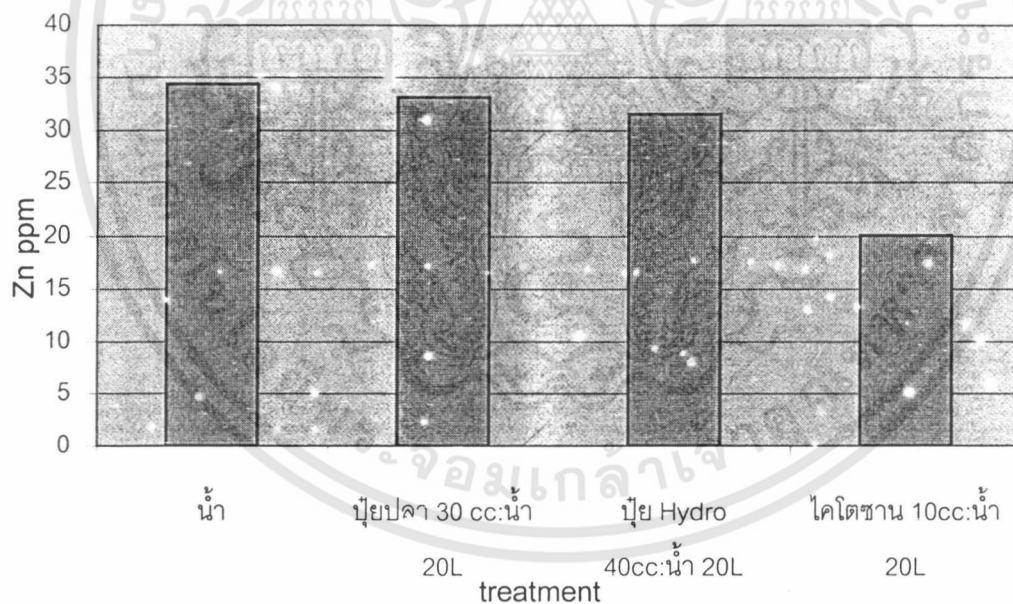 40
35
30
25
20
15
10
5
0
Zn ppm
น้ำ
ปุ๋ยปลา 30 cc:น้ำ
20L
ปุ๋ย Hydro
40cc:น้ำ 20L
ไคโตซาน 10cc:น้ำ
20L
treatment